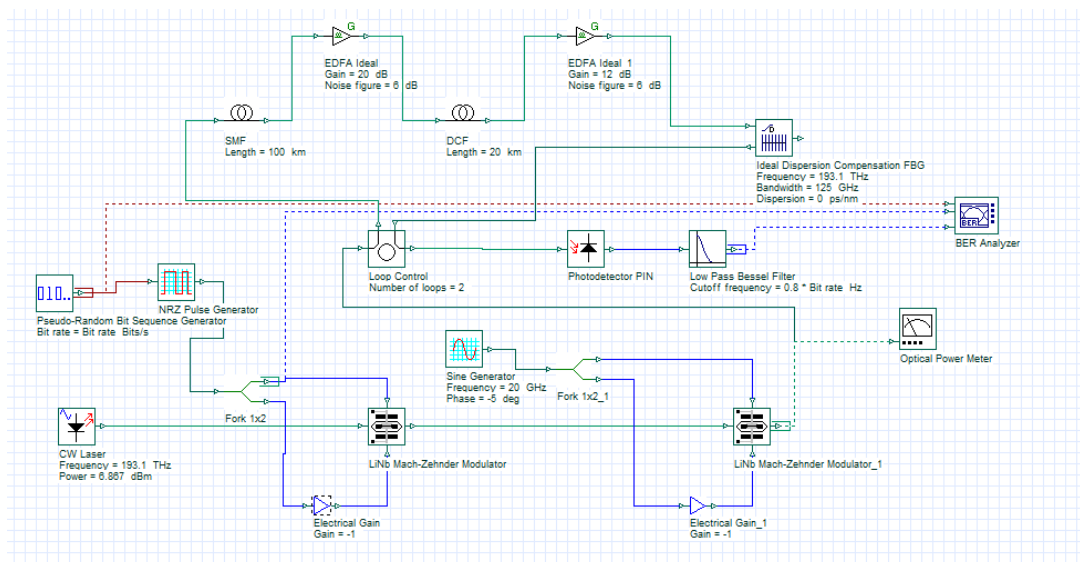 G
G
EDFA Ideal
Gain = 20 dB
Noise figure = 6 dB
EDFA Ideal 1
Gain = 12 dB
Noise figure = 6 dB
SMF
Length = 100 km
DCF
Length = 20 km
Ideal Dispersion Compensation FBG
Frequency = 193.1 THz
Bandwidth = 125 GHz
Dispersion = 0 ps/nm
BER
BER Analyzer
Loop Control
Number of loops = 2
Photodetector PIN
Low Pass Bessel Filter
Cutoff frequency = 0.8 * Bit rate Hz
010..
NRZ Pulse Generator
Pseudo-Random Bit Sequence Generator
Bit rate = Bit rate Bits/s
Optical Power Meter
Sine Generator
Frequency = 20 GHz
Phase = -5 deg
Fork 1x2_1
Fork 1x2
CW Laser
Frequency = 193.1 THz
Power = 6.867 dBm
LiNb Mach-Zehnder Modulator
LiNb Mach-Zehnder Modulator_1
Electrical Gain
Gain = -1
Electrical Gain_1
Gain = -1